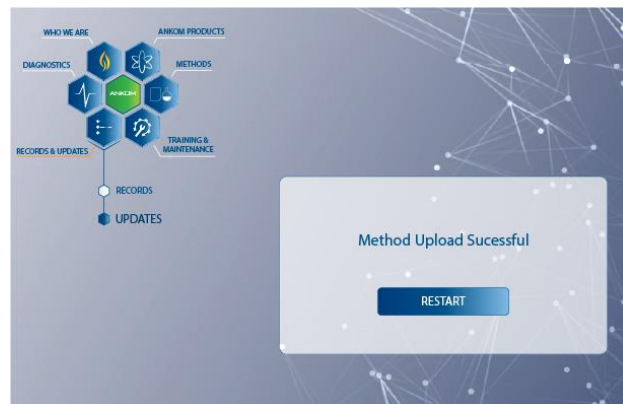 WHO WE ARE
ANKOM PRODUCTS
DIAGNOSTICS
METHODS
ANKOM
RECORDS & UPDATES
TRAINING &
MAINTENANCE
RECORDS
UPDATES
Method Upload Sucessful
RESTART